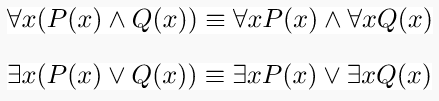 ∀x(P(x) ∧ Q(x)) ≡ ∀xP(x) ∧ ∀xQ(x)
∃x(P(x) ∨ Q(x)) ≡ ∃xP(x) ∨ ∃xQ(x)